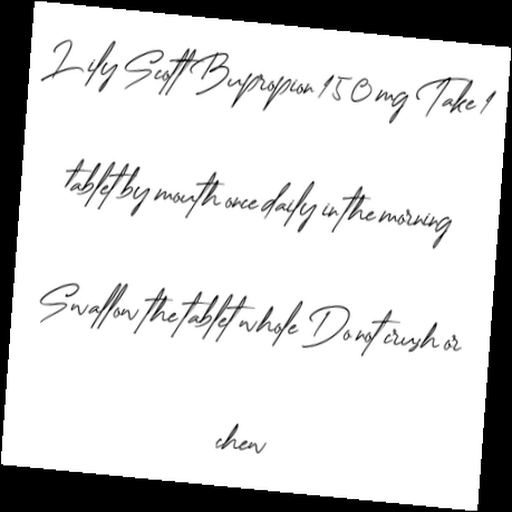 Lily Scott Bupropion 150 mg Take 1
tablet by mouth once daily in the morning
Swallow the tablet whole Do not crush or
chew